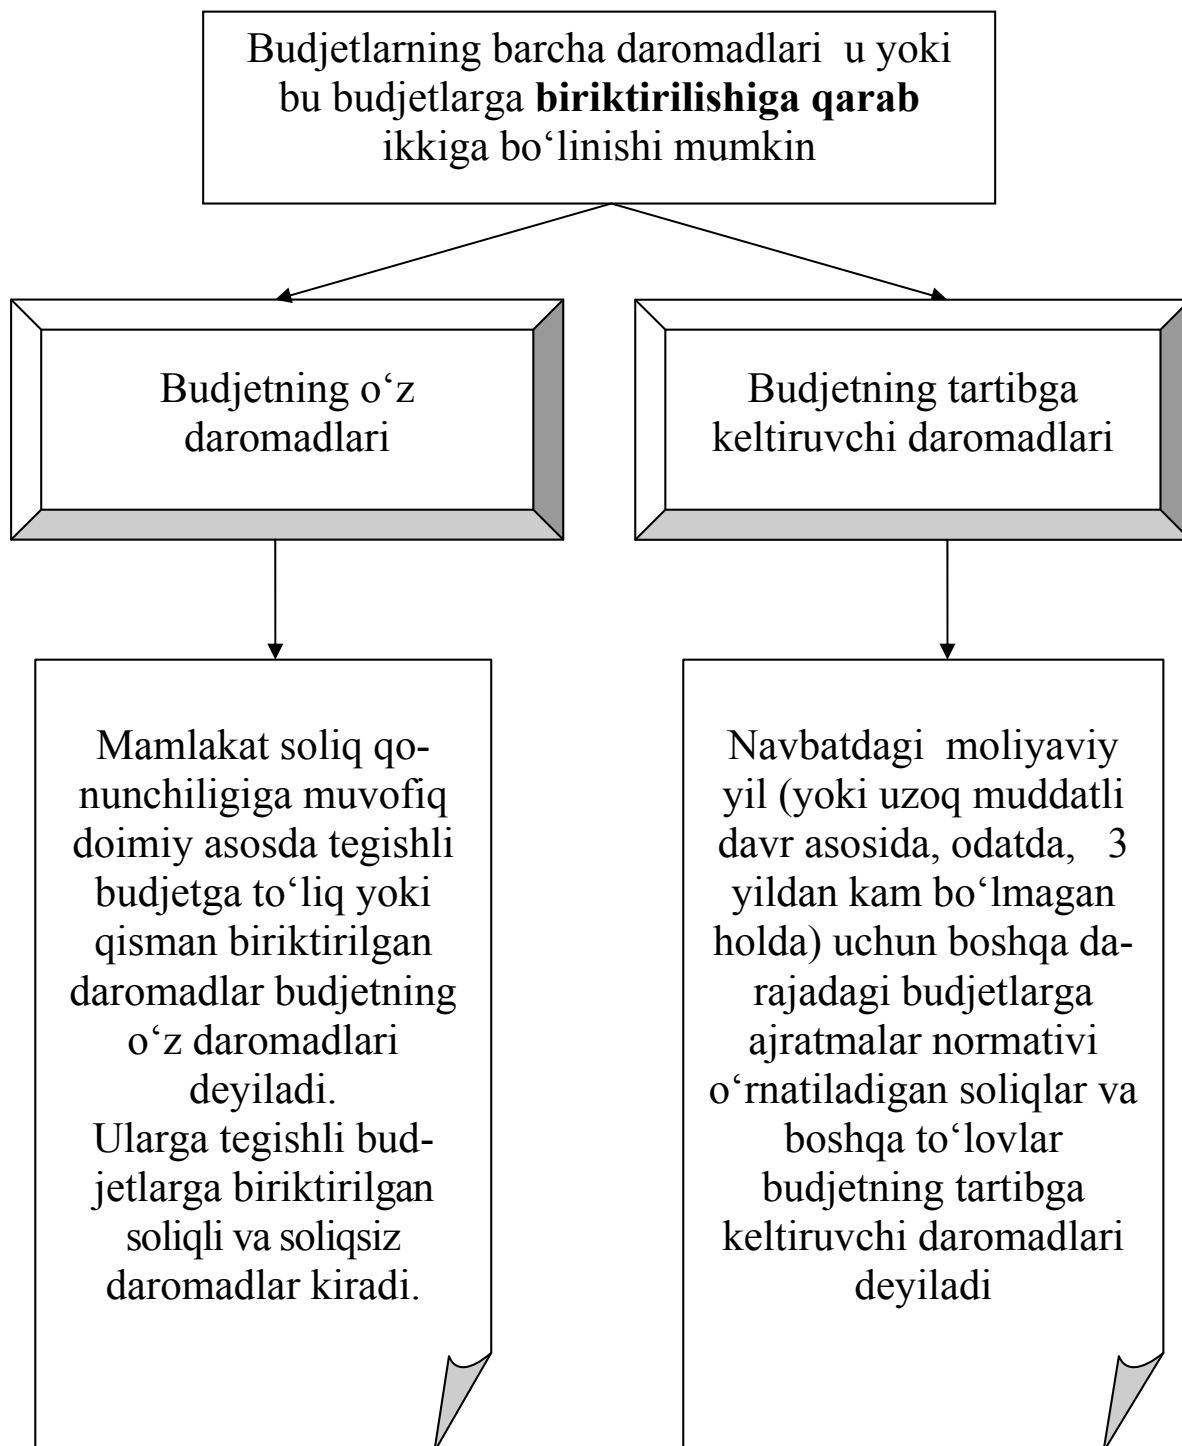 Budjetlarning barcha daromadlari  u yoki
bu budjetlarga biriktirilishiga qarab
ikkiga bo‘linishi mumkin
Budjetning o‘z
daromadlari
Budjetning tartibga
keltiruvchi daromadlari
Mamlakat soliq qo-
nunchiligiga muvofiq
doimiy asosda tegishli
budjetga to‘liq yoki
qisman biriktirilgan
daromadlar budjetning
o‘z daromadlari
deyiladi.
Ularga tegishli bud-
jetlarga biriktirilgan
soliqli va soliqsiz
daromadlar kiradi.
Navbatdagi  moliyaviy
yil (yoki uzoq muddatli
davr asosida, odatda,   3
yildan kam bo‘lmagan
holda) uchun boshqa da-
rajadagi budjetlarga
ajratmalar normativi
o‘rnatiladigan soliqlar va
boshqa to‘lovlar
budjetning tartibga
keltiruvchi daromadlari
deyiladi